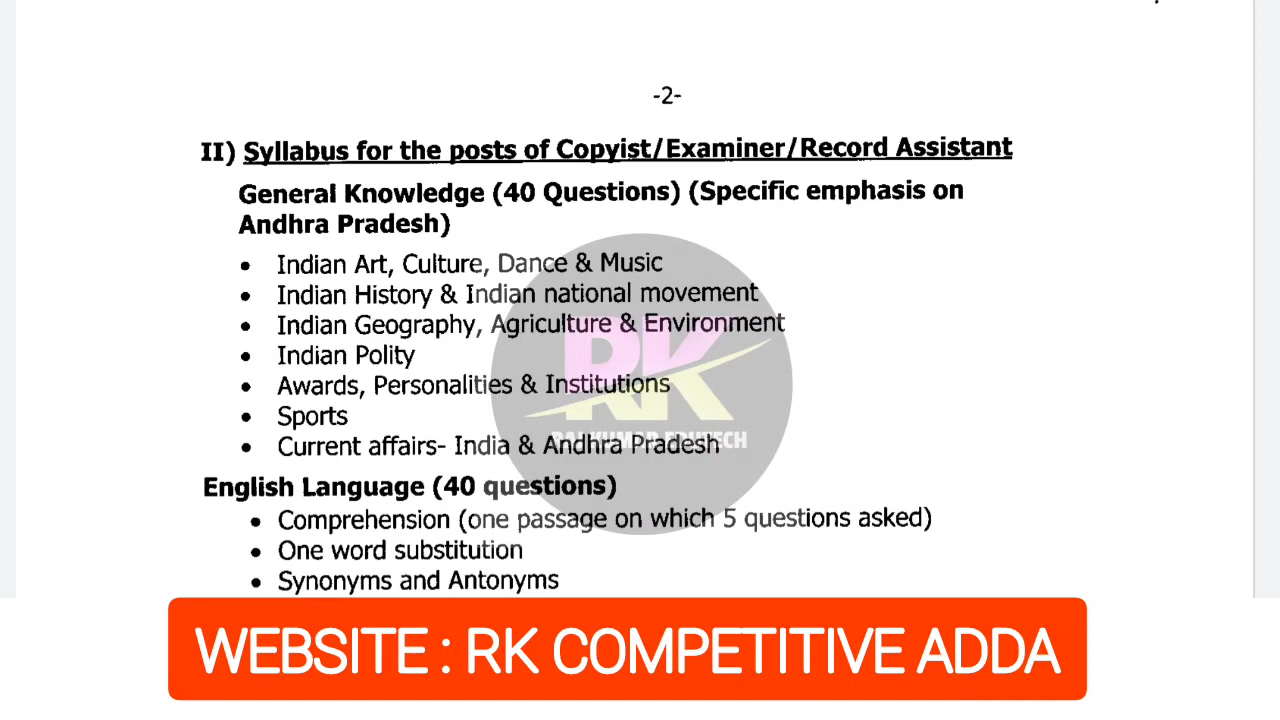 -2-
II) Syllabus for the posts of Copyist/Examiner/Record Assistant
General Knowledge (40 Questions) (Specific emphasis on
Andhra Pradesh)
• Indian Art, Culture, Dance & Music
• Indian History & Indian national movement
• Indian Geography, Agriculture & Environment
• Indian Polity
• Awards, Personalities & Institutions
• Sports
• Current affairs- India & Andhra Pradesh
RK
RAJKUMAR EDUTECH
English Language (40 questions)
• Comprehension (one passage on which 5 questions asked)
• One word substitution
• Synonyms and Antonyms
WEBSITE : RK COMPETITIVE ADDA